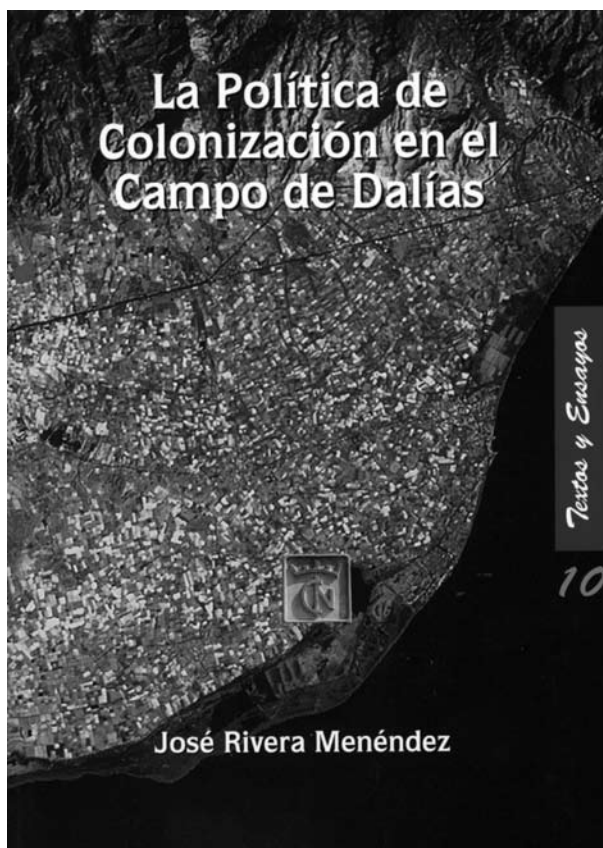 La Política de
Colonización en el
Campo de Dalías
Textos y Ensayos
10
José Rivera Menéndez